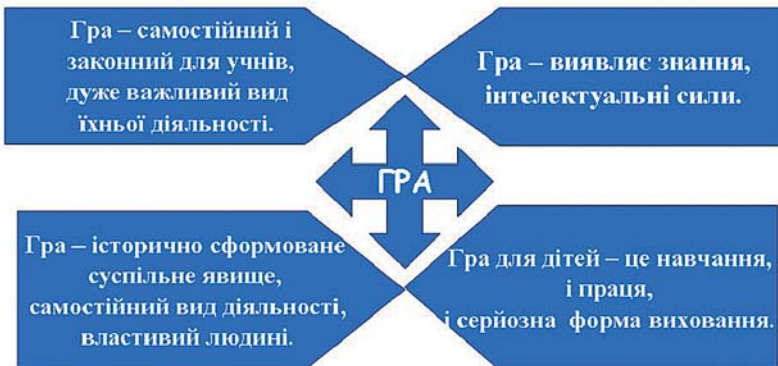 Гра – самостійний і
законний для учнів,
дуже важливий вид
їхньої діяльності.
Гра – виявляє знання,
інтелектуальні сили.
ГРА
Гра – історично сформоване
суспільне явище,
самостійний вид діяльності,
властивий людині.
Гра для дітей – це навчання,
і праця,
і серйозна форма виховання.